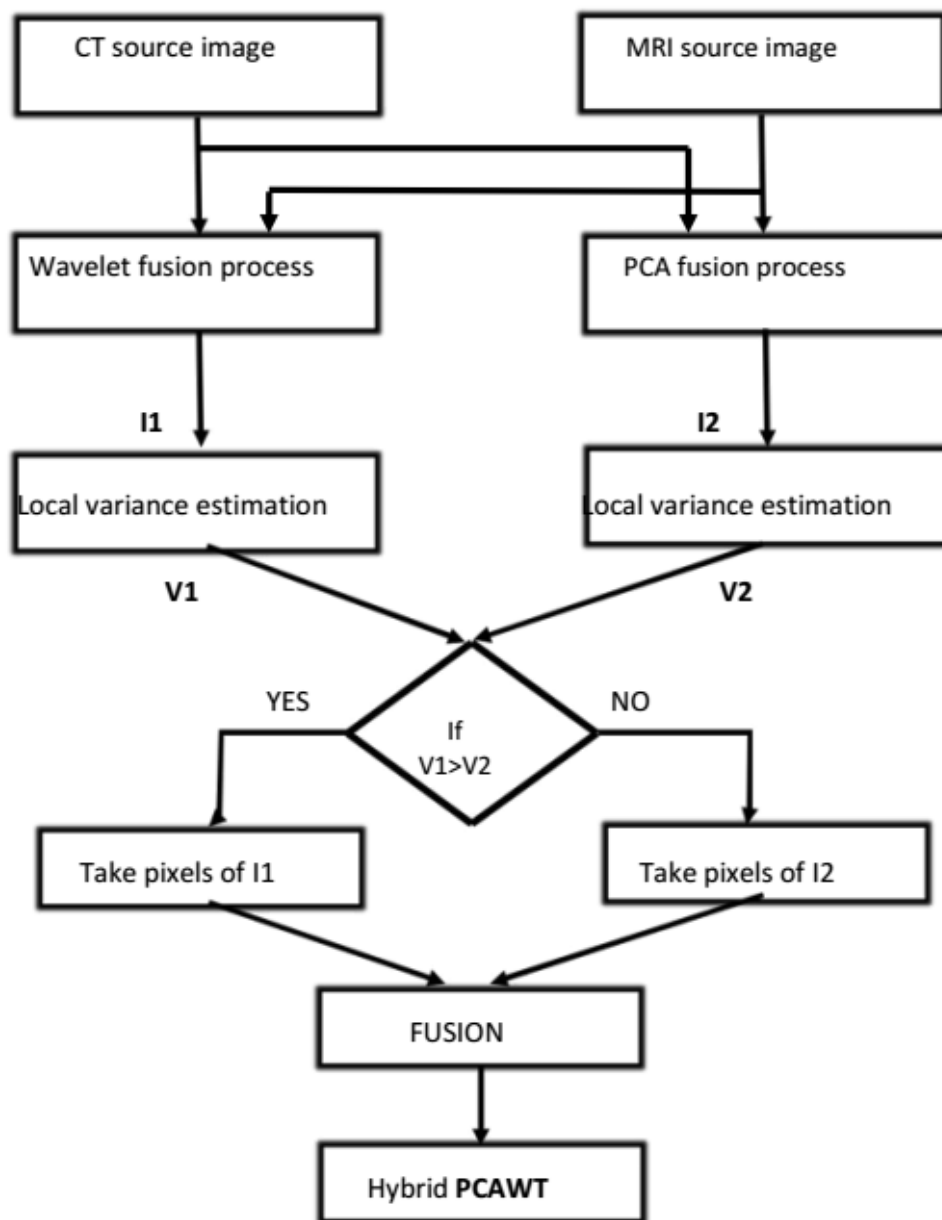 CT source image
MRI source image
Wavelet fusion process
PCA fusion process
I1
I2
Local variance estimation
Local variance estimation
V1
V2
YES
NO
If
V1>V2
Take pixels of I1
Take pixels of I2
FUSION
Hybrid PCAWT